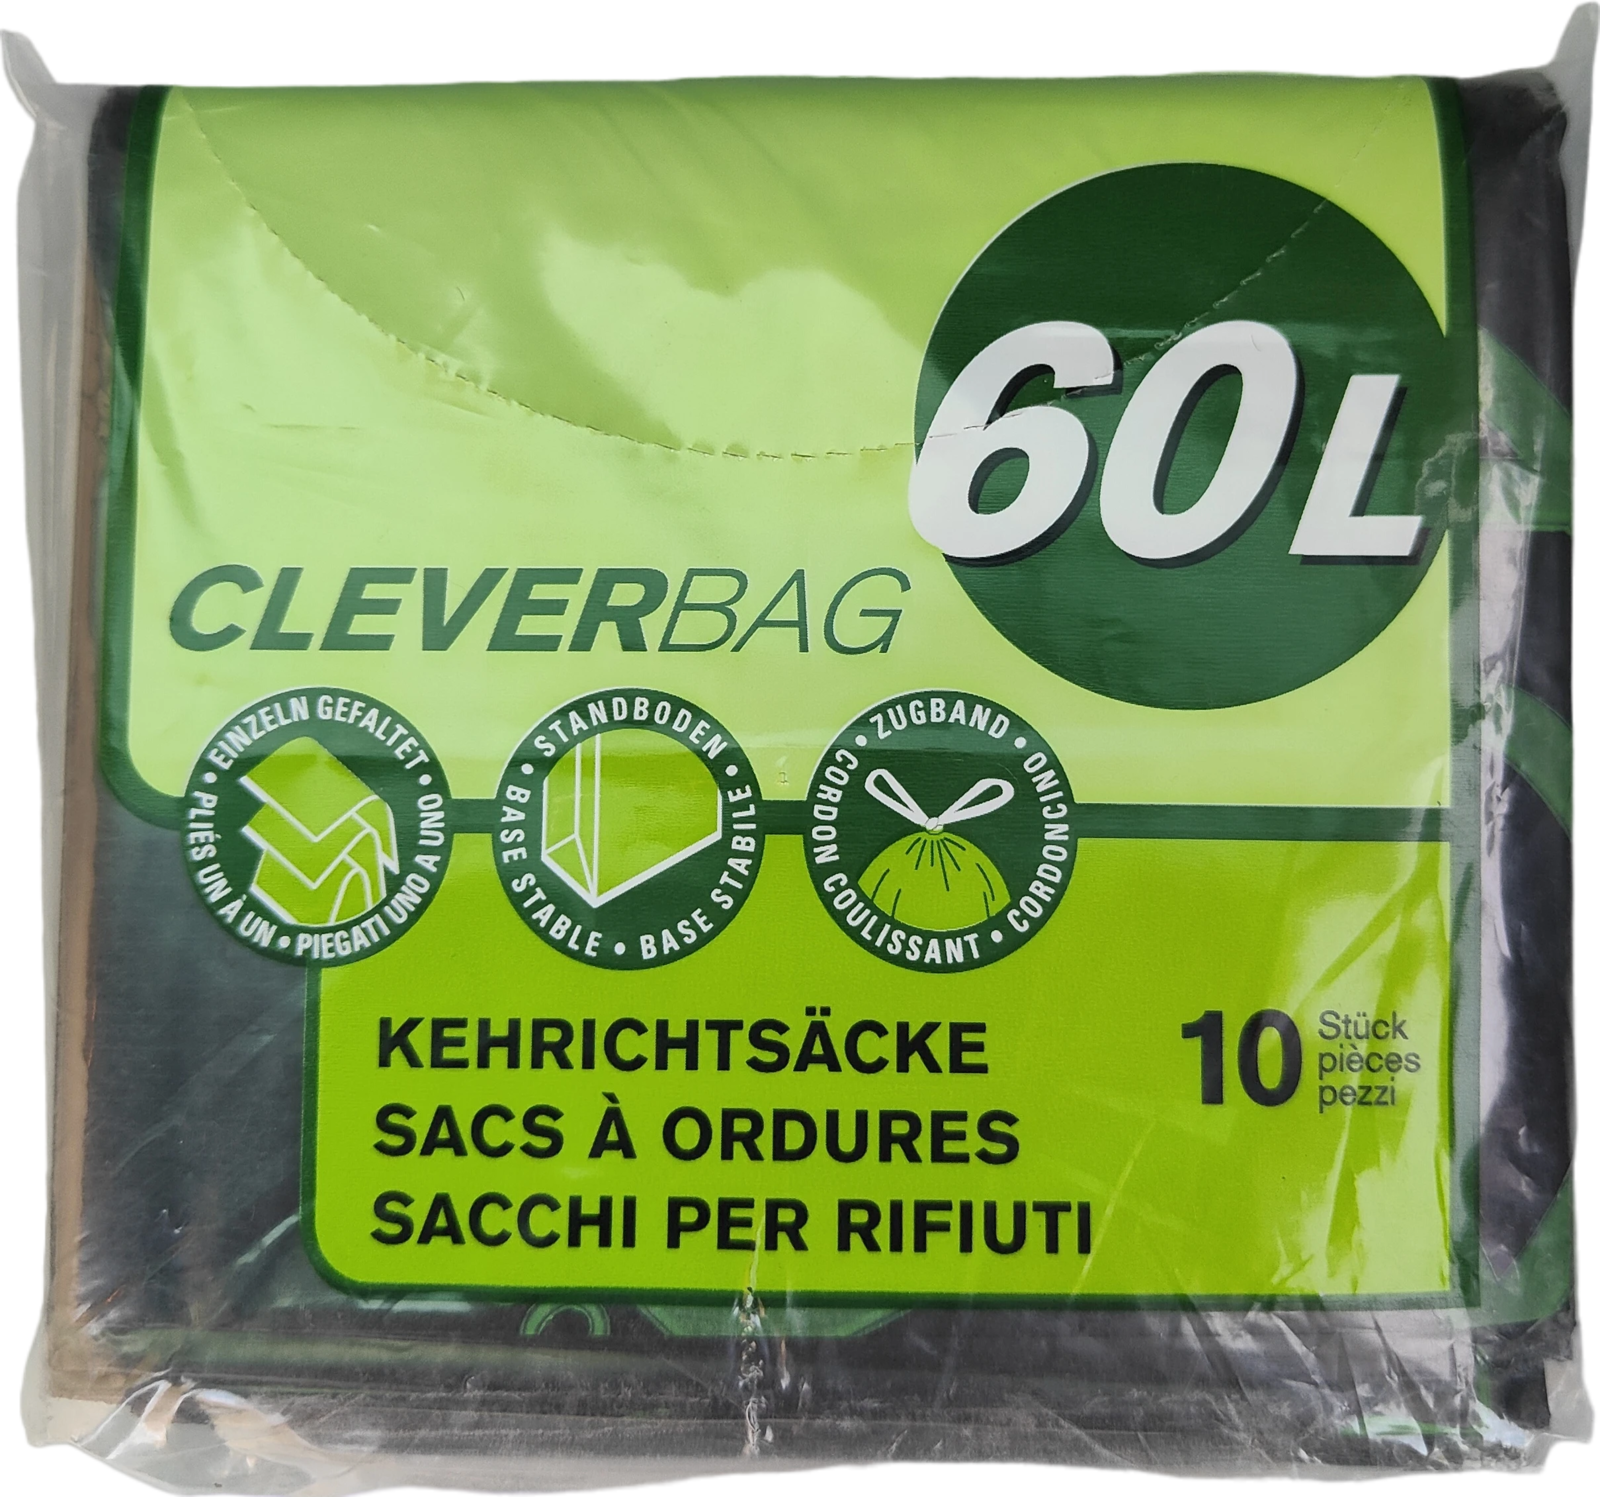 60L
CLEVERBAG
EINZELN GEFALTET • PIEGATI UNO A UNO • PLIÉS UN À UN •
STANDBODEN • BASE STABILE • BASE STABLE •
ZUGBAND • CORDONCINO • CORDON COULISSANT •
KEHRICHTSÄCKE
SACS À ORDURES
SACCHI PER RIFIUTI
10 Stück
pièces
pezzi